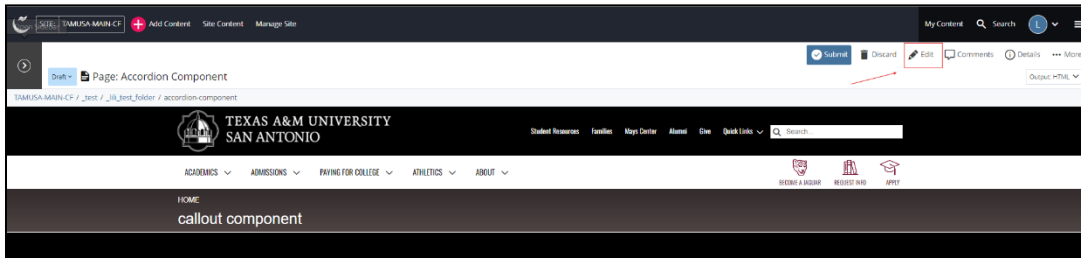 SITE: TAMUSA-MAIN-CF Add Content Site Content Manage Site My Content Search L
Submit Discard Edit Comments Details More
Draft Page: Accordion Component Output: HTML
TAMUSA-MAIN-CF / _test / _lili_test_folder / accordion-component
TEXAS A&M UNIVERSITY
SAN ANTONIO
Student Resources Families Mays Center Alumni Give Quick Links Search...
ACADEMICS ADMISSIONS PAYING FOR COLLEGE ATHLETICS ABOUT
BECOME A JAGUAR REQUEST INFO APPLY
HOME
callout component